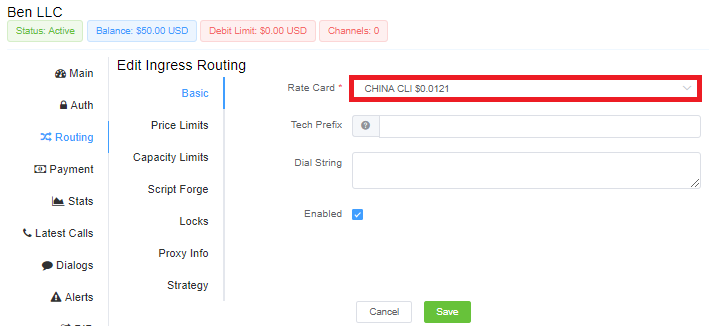 Ben LLC
Status: Active
Balance: $50.00 USD
Debit Limit: $0.00 USD
Channels: 0
Main
Auth
Routing
Payment
Stats
Latest Calls
Dialogs
Alerts
Edit Ingress Routing
Basic
Price Limits
Capacity Limits
Script Forge
Locks
Proxy Info
Strategy
Rate Card *
CHINA CLI $0.0121
Tech Prefix
Dial String
Enabled
Cancel
Save